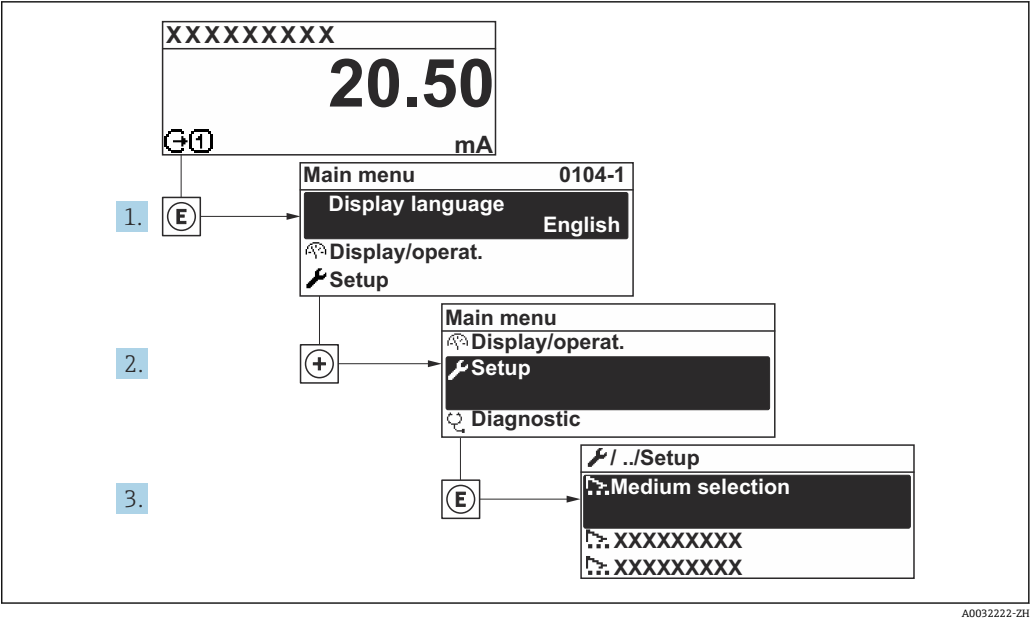 XXXXXXXXX
20.50
1
mA
Main menu 0104-1
1.
E
Display language
English
Display/operat.
Setup
Main menu
2.
+
Display/operat.
Setup
Diagnostic
/ ../Setup
3.
E
Medium selection
XXXXXXXXX
XXXXXXXXX
A0032222-ZH